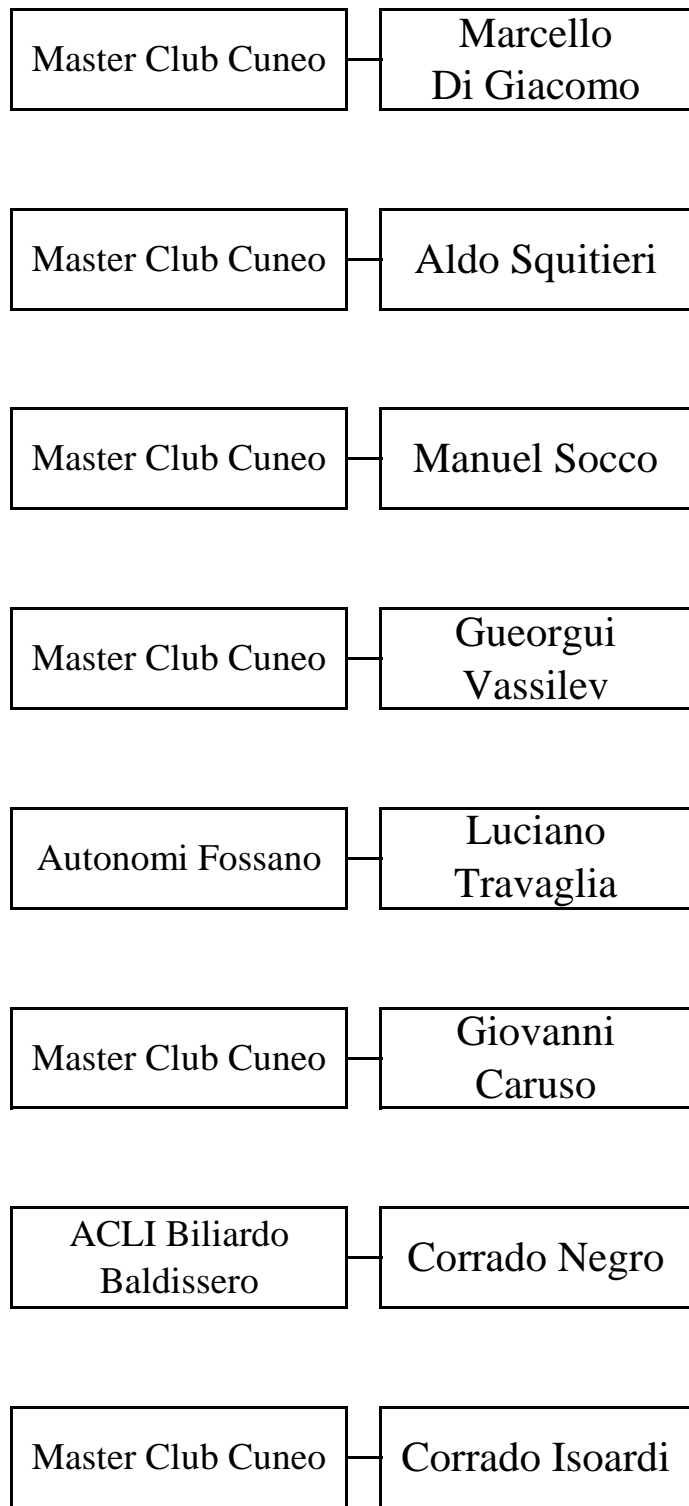 Master Club Cuneo
Marcello
Di Giacomo
Master Club Cuneo
Aldo Squitieri
Master Club Cuneo
Manuel Socco
Master Club Cuneo
Gueorgui
Vassilev
Autonomi Fossano
Luciano
Travaglia
Master Club Cuneo
Giovanni
Caruso
ACLI Biliardo
Baldissero
Corrado Negro
Master Club Cuneo
Corrado Isoardi